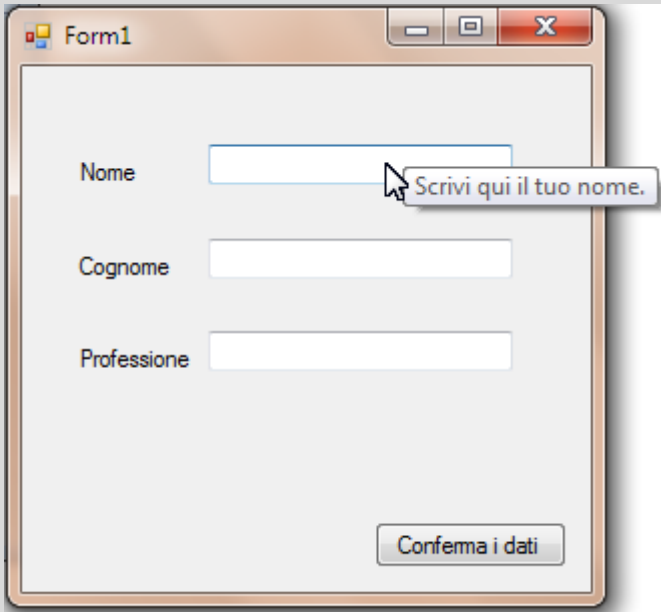 Form1
Nome
Scrivi qui il tuo nome.
Cognome
Professione
Conferma i dati